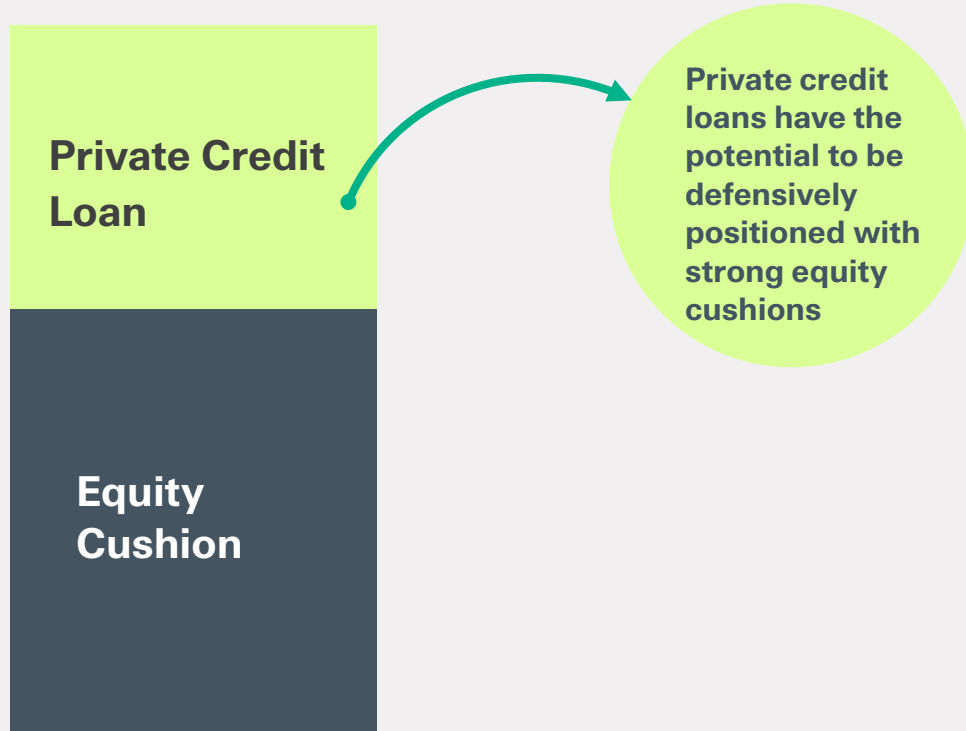 Private Credit
Loan
Private credit
loans have the
potential to be
defensively
positioned with
strong equity
cushions
Equity
Cushion